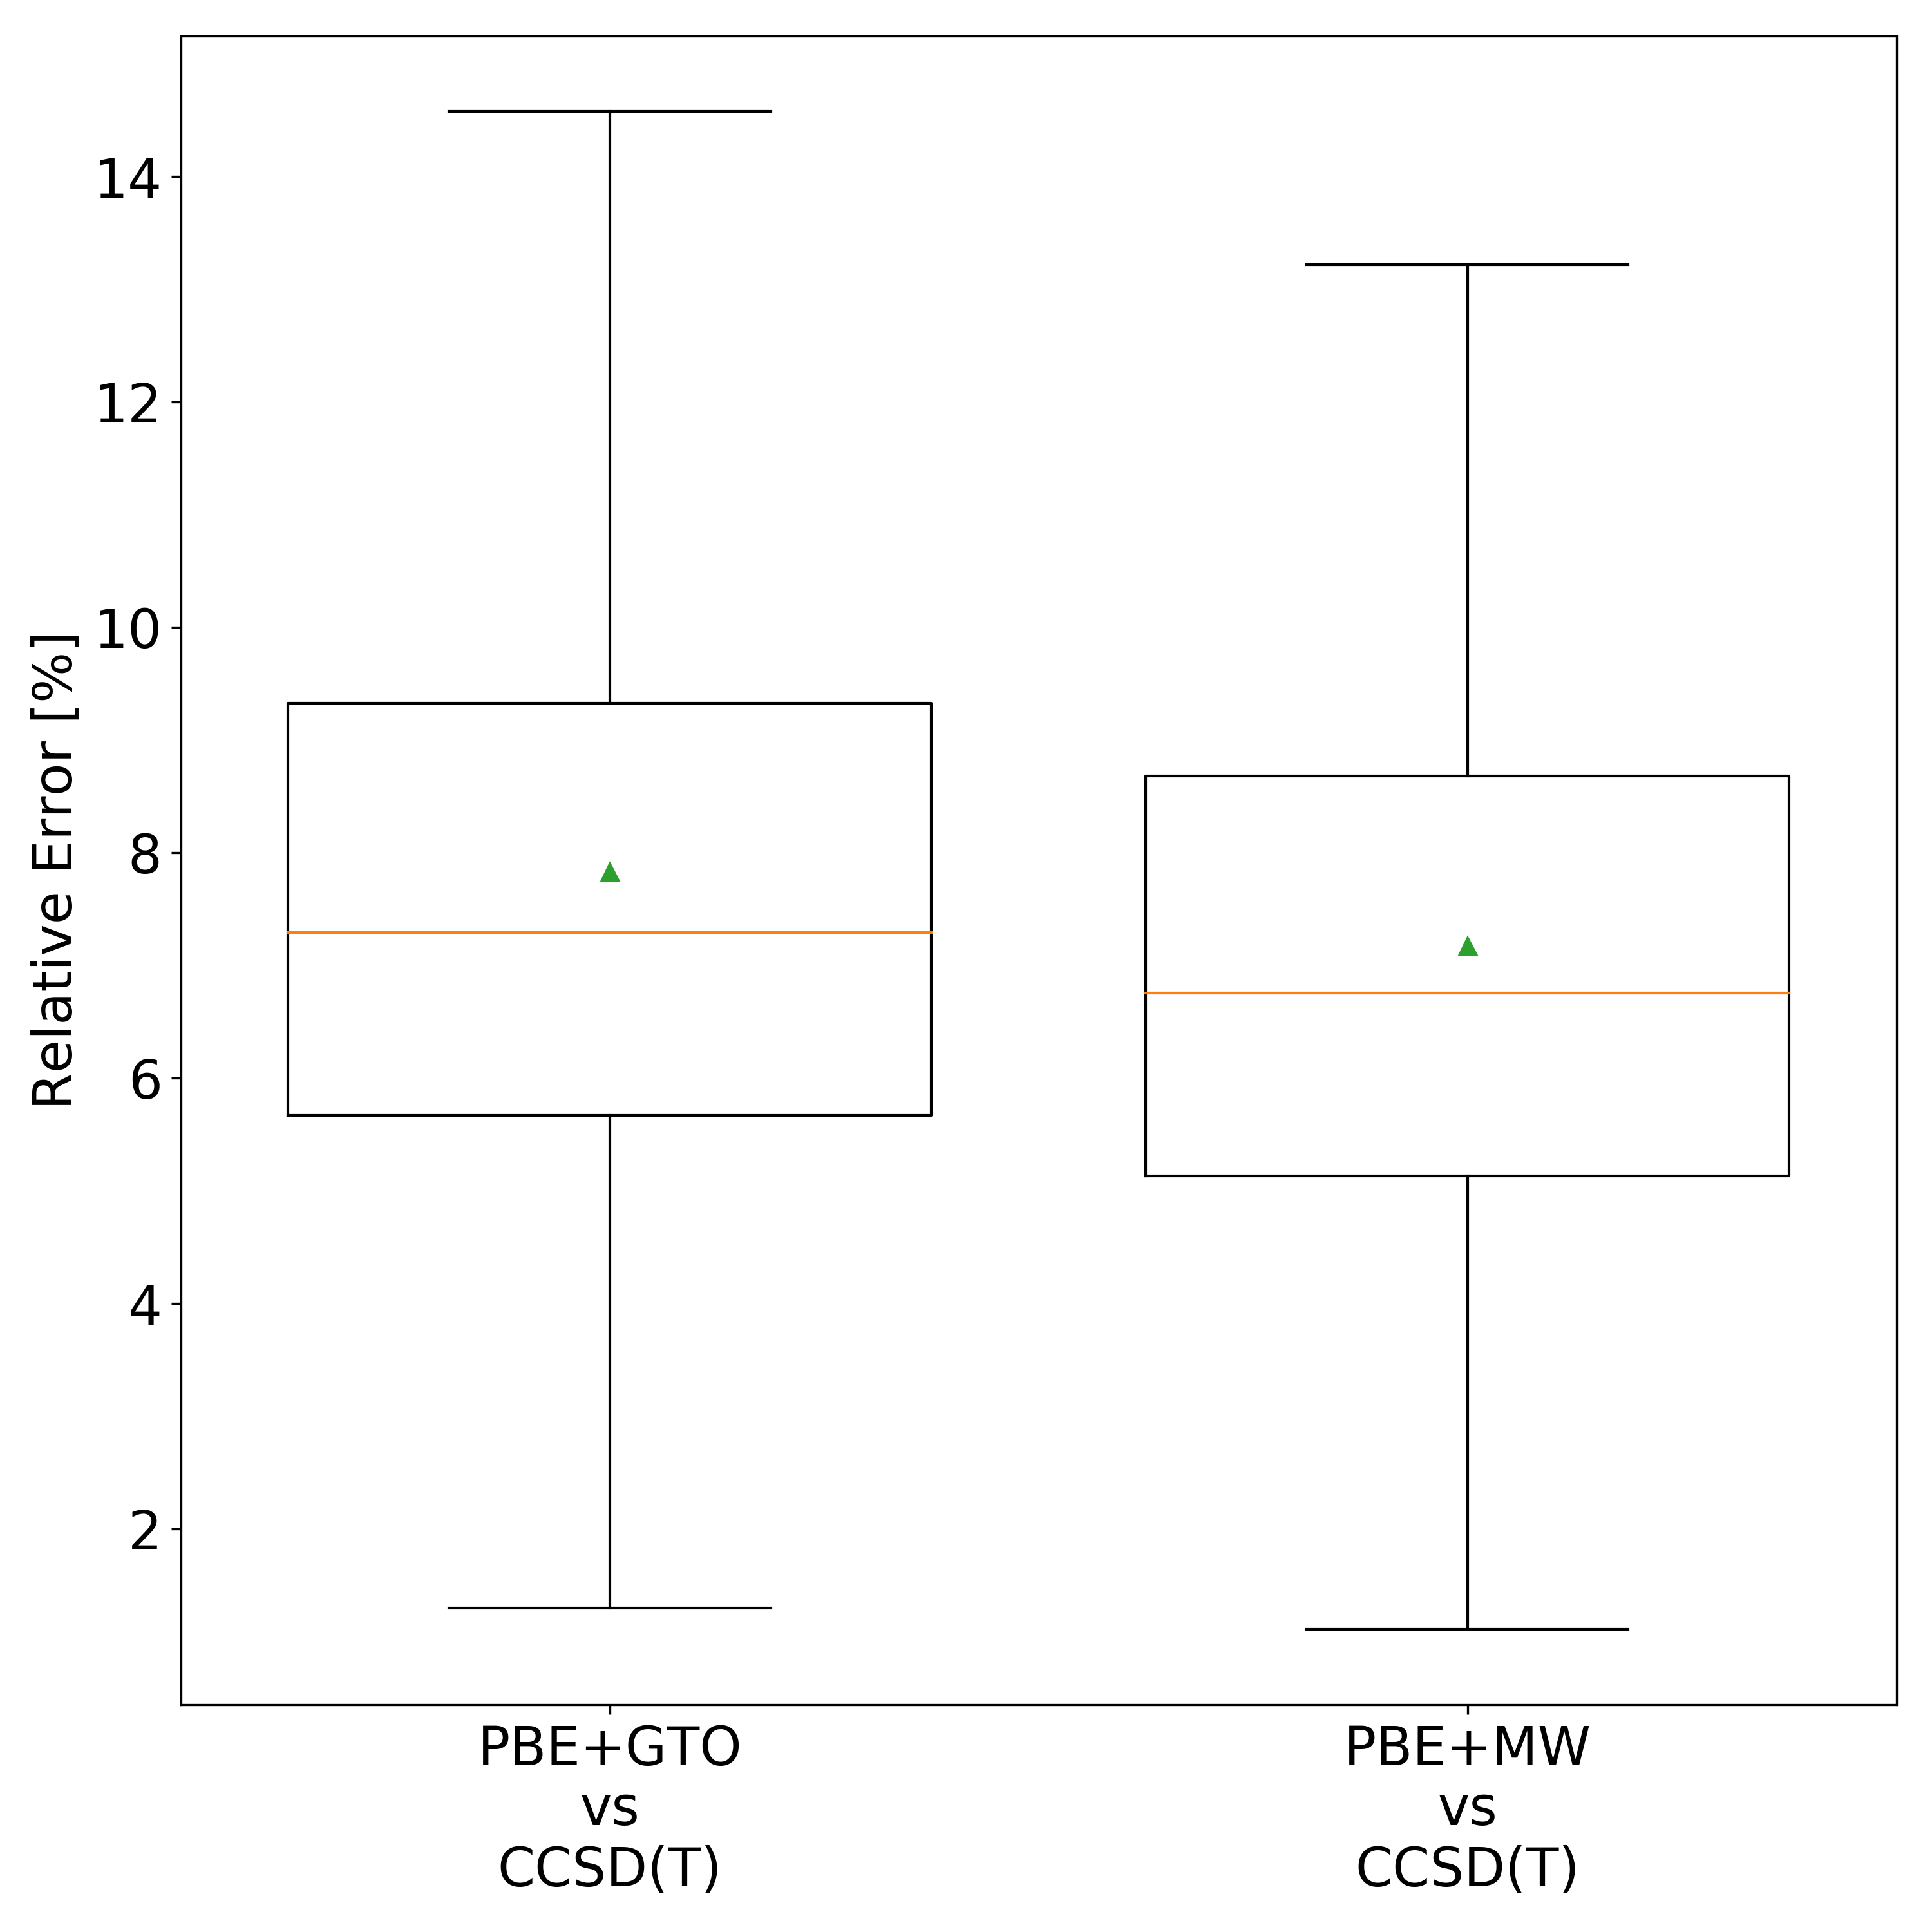 Relative Error [%]
14
12
10
8
6
4
2
PBE+GTO
vs
CCSD(T)
PBE+MW
vs
CCSD(T)